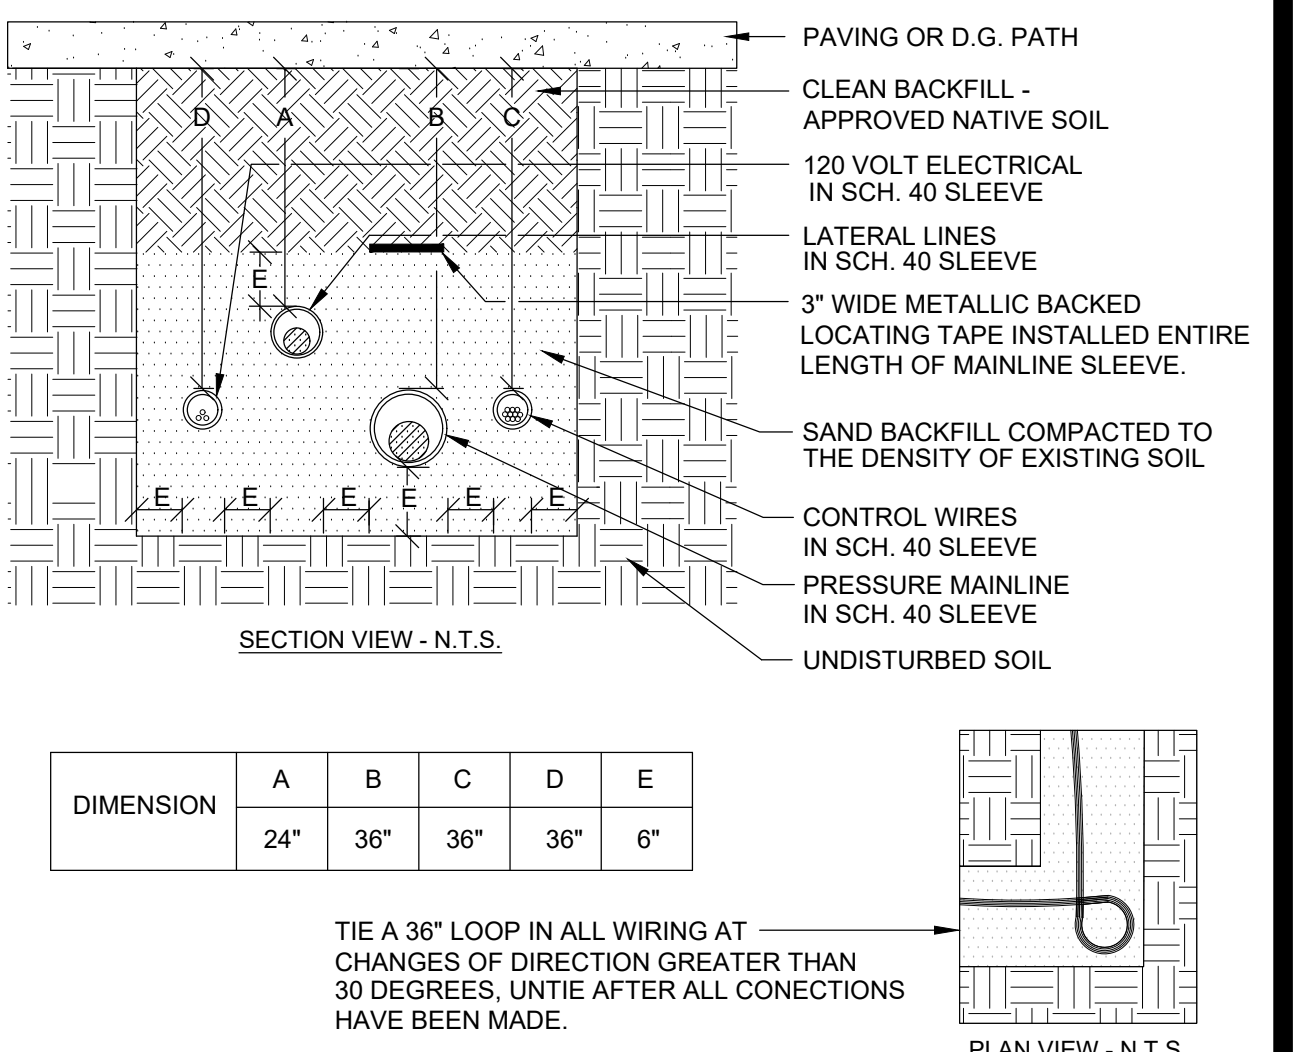 PAVING OR D.G. PATH
CLEAN BACKFILL -
APPROVED NATIVE SOIL
D A B C
120 VOLT ELECTRICAL
IN SCH. 40 SLEEVE
LATERAL LINES
IN SCH. 40 SLEEVE
E
3" WIDE METALLIC BACKED
LOCATING TAPE INSTALLED ENTIRE
LENGTH OF MAINLINE SLEEVE.
SAND BACKFILL COMPACTED TO
THE DENSITY OF EXISTING SOIL
E E E E E E
CONTROL WIRES
IN SCH. 40 SLEEVE
PRESSURE MAINLINE
IN SCH. 40 SLEEVE
UNDISTURBED SOIL
SECTION VIEW - N.T.S.
DIMENSION A B C D E
24" 36" 36" 36" 6"
TIE A 36" LOOP IN ALL WIRING AT
CHANGES OF DIRECTION GREATER THAN
30 DEGREES, UNTIE AFTER ALL CONECTIONS
HAVE BEEN MADE.
PLAN VIEW - N.T.S.